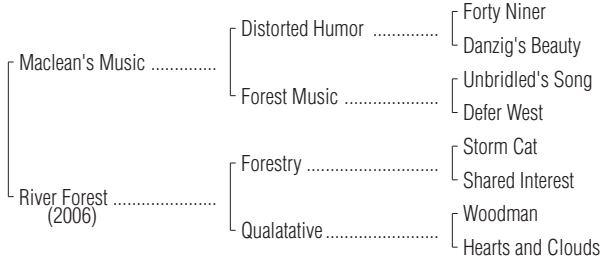 Forty Niner
Distorted Humor ..............
Danzig's Beauty
Maclean's Music ..............
Unbridled's Song
Forest Music ....................
Defer West
Storm Cat
Forestry ............................
Shared Interest
River Forest ......................
(2006)
Woodman
Qualatative ........................
Hearts and Clouds